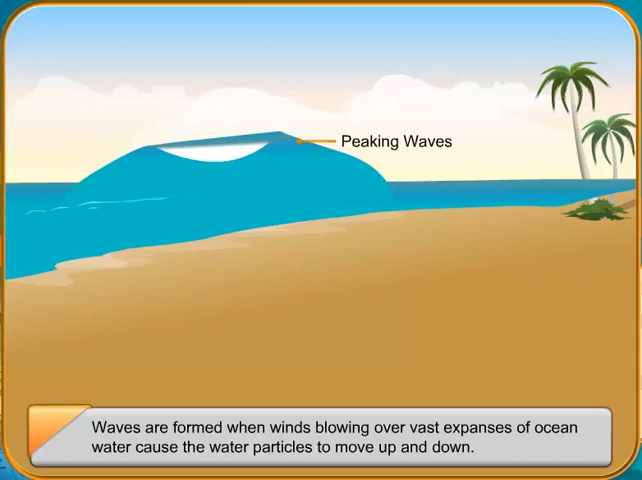 Peaking Waves
Waves are formed when winds blowing over vast expanses of ocean
water cause the water particles to move up and down.